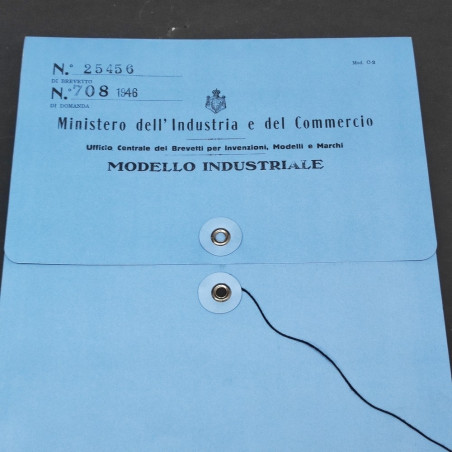 N.° 25456
Mod. C-2
DI BREVETTO
N.° 708 1946
DI DOMANDA
Ministero dell'Industria e del Commercio
Ufficio Centrale dei Brevetti per Invenzioni, Modelli e Marchi
MODELLO INDUSTRIALE